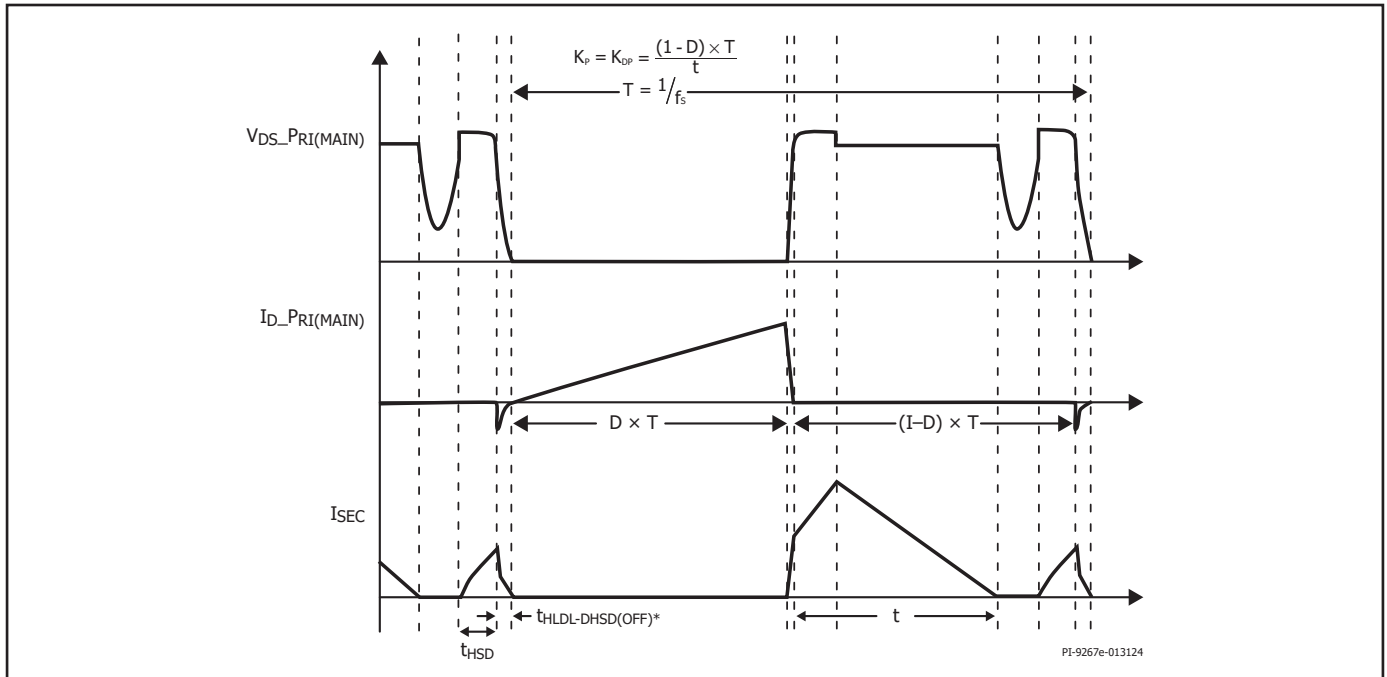 K_P = K_DP = (1 - D) × T / t
T = 1/f_S
V_DS_PRI(MAIN)
I_D_PRI(MAIN)
D × T
(I–D) × T
I_SEC
t_HLDL-DHSD(OFF)*
t
t_HSD
PI-9267e-013124